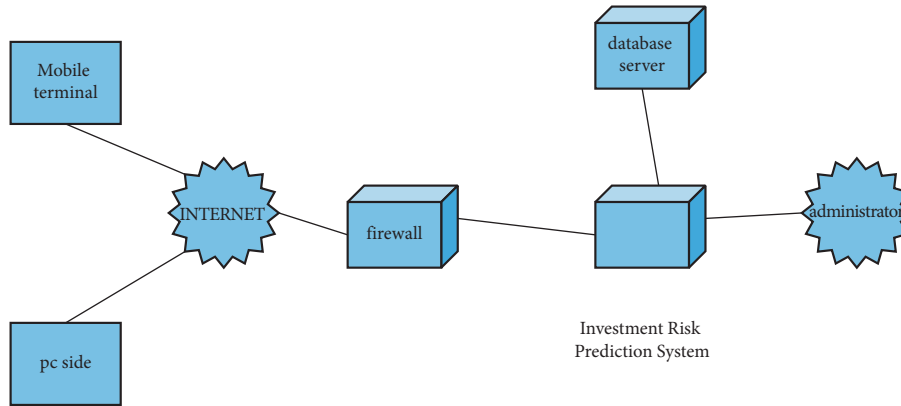 database
server
Mobile
terminal
INTERNET
firewall
administrator
Investment Risk
Prediction System
pc side